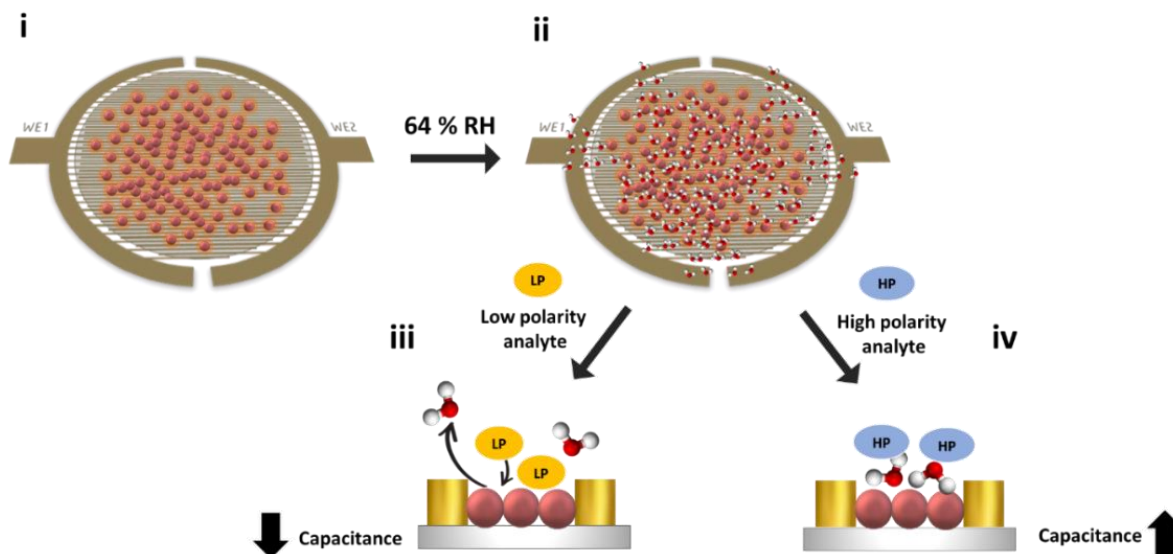 i
ii
WE1
WE2
64 % RH
WE1
WE2
LP
Low polarity
analyte
HP
High polarity
analyte
iii
iv
LP
LP
HP
HP
Capacitance
Capacitance